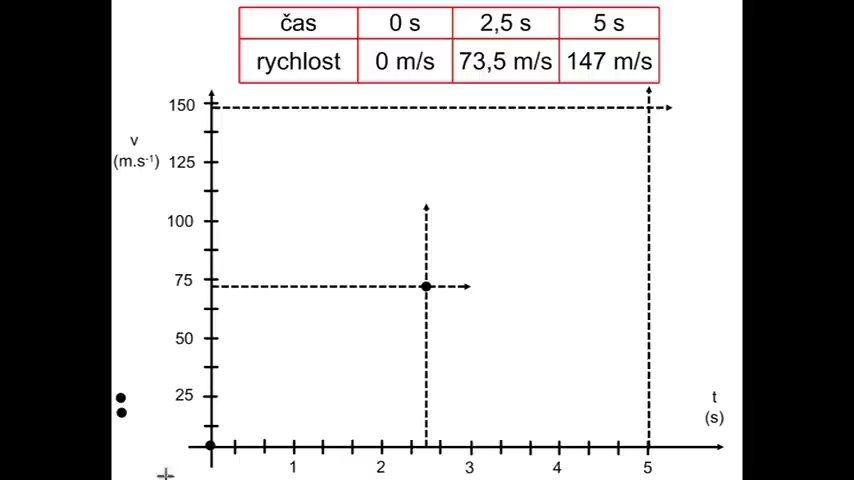 čas 0 s 2,5 s 5 s
rychlost 0 m/s 73,5 m/s 147 m/s
150
v
(m.s⁻¹) 125
100
75
50
25
t
(s)
1 2 3 4 5